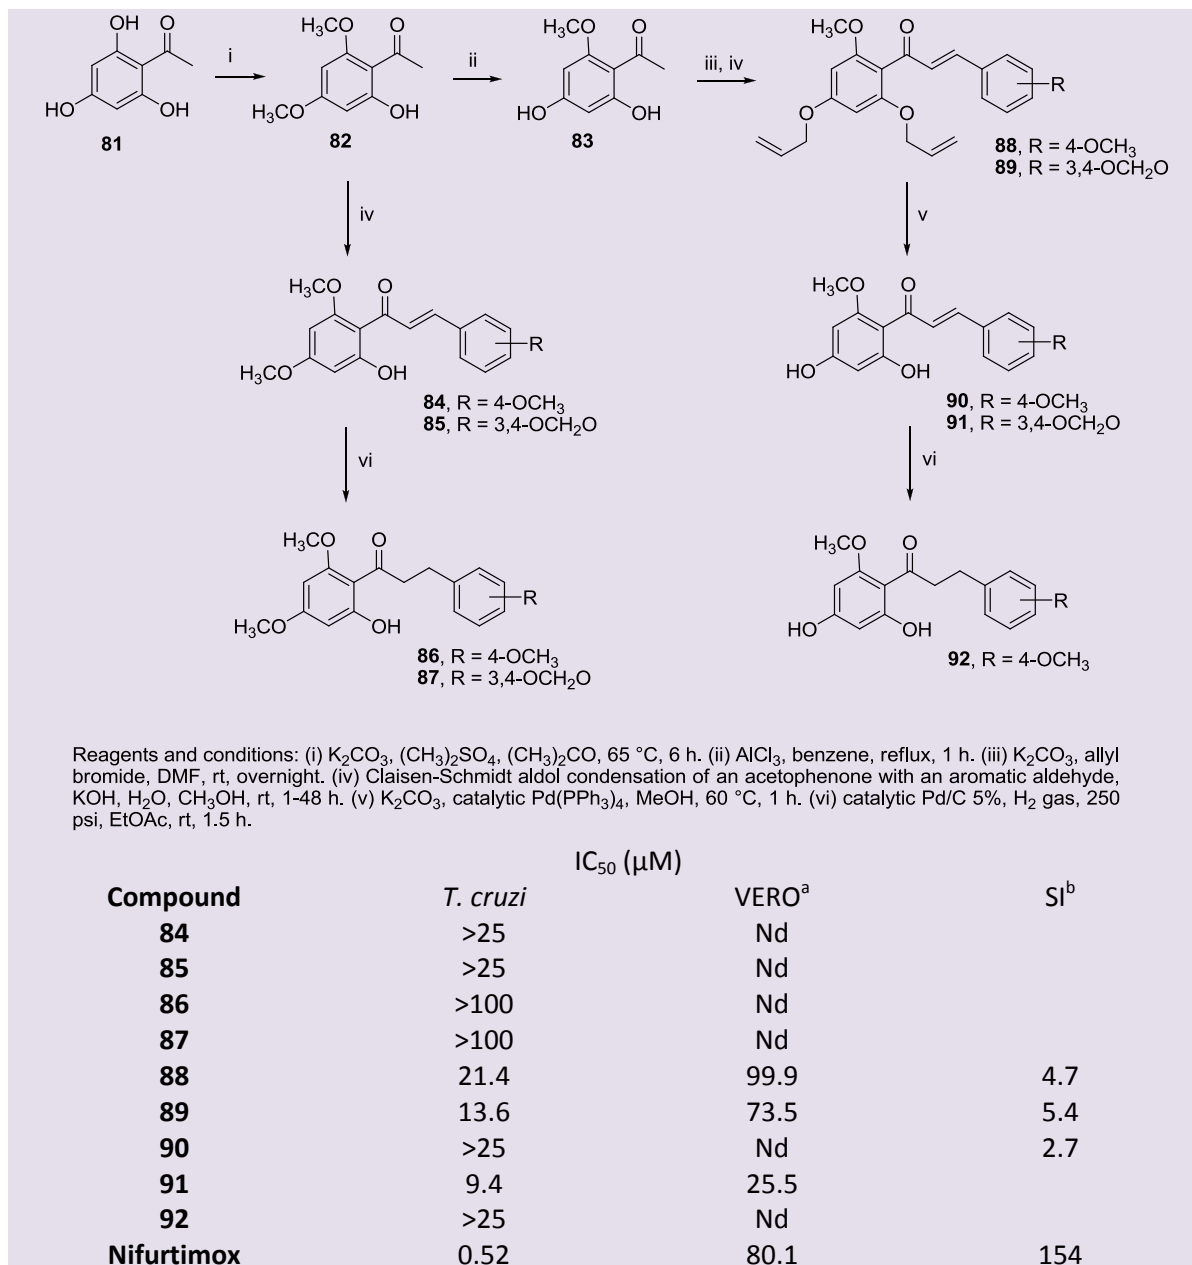 OH O
i
HO OH
81
H₃CO O
ii
H₃CO OH
82
H₃CO O
iii, iv
HO OH
83
H₃CO O
R
O O
88, R = 4-OCH₃
89, R = 3,4-OCH₂O
iv
v
H₃CO O
R
H₃CO OH
84, R = 4-OCH₃
85, R = 3,4-OCH₂O
H₃CO O
R
HO OH
90, R = 4-OCH₃
91, R = 3,4-OCH₂O
vi
vi
H₃CO O
R
H₃CO OH
86, R = 4-OCH₃
87, R = 3,4-OCH₂O
H₃CO O
R
HO OH
92, R = 4-OCH₃
Reagents and conditions: (i) K₂CO₃, (CH₃)₂SO₄, (CH₃)₂CO, 65 °C, 6 h. (ii) AlCl₃, benzene, reflux, 1 h. (iii) K₂CO₃, allyl
bromide, DMF, rt, overnight. (iv) Claisen-Schmidt aldol condensation of an acetophenone with an aromatic aldehyde,
KOH, H₂O, CH₃OH, rt, 1-48 h. (v) K₂CO₃, catalytic Pd(PPh₃)₄, MeOH, 60 °C, 1 h. (vi) catalytic Pd/C 5%, H₂ gas, 250
psi, EtOAc, rt, 1.5 h.
IC₅₀ (µM)
Compound T. cruzi VEROᵃ SIᵇ
84 >25 Nd
85 >25 Nd
86 >100 Nd
87 >100 Nd
88 21.4 99.9 4.7
89 13.6 73.5 5.4
90 >25 Nd 2.7
91 9.4 25.5
92 >25 Nd
Nifurtimox 0.52 80.1 154